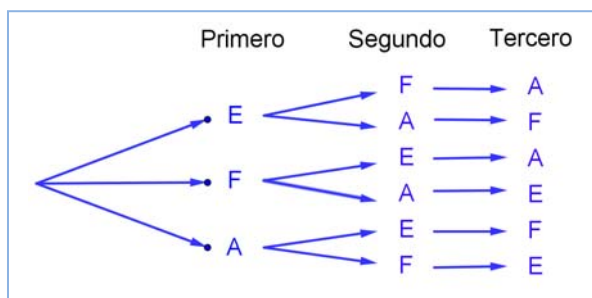 Primero Segundo Tercero
F A
E
A F
E A
F
A E
E F
A
F E